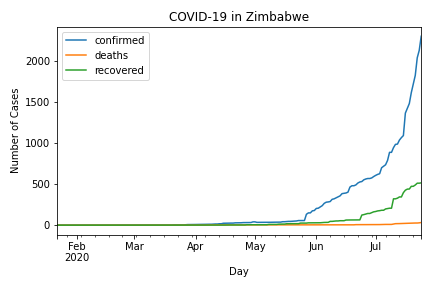 COVID-19 in Zimbabwe
confirmed
deaths
recovered
Number of Cases
2000
1500
1000
500
0
Feb
2020
Mar
Apr
May
Jun
Jul
Day